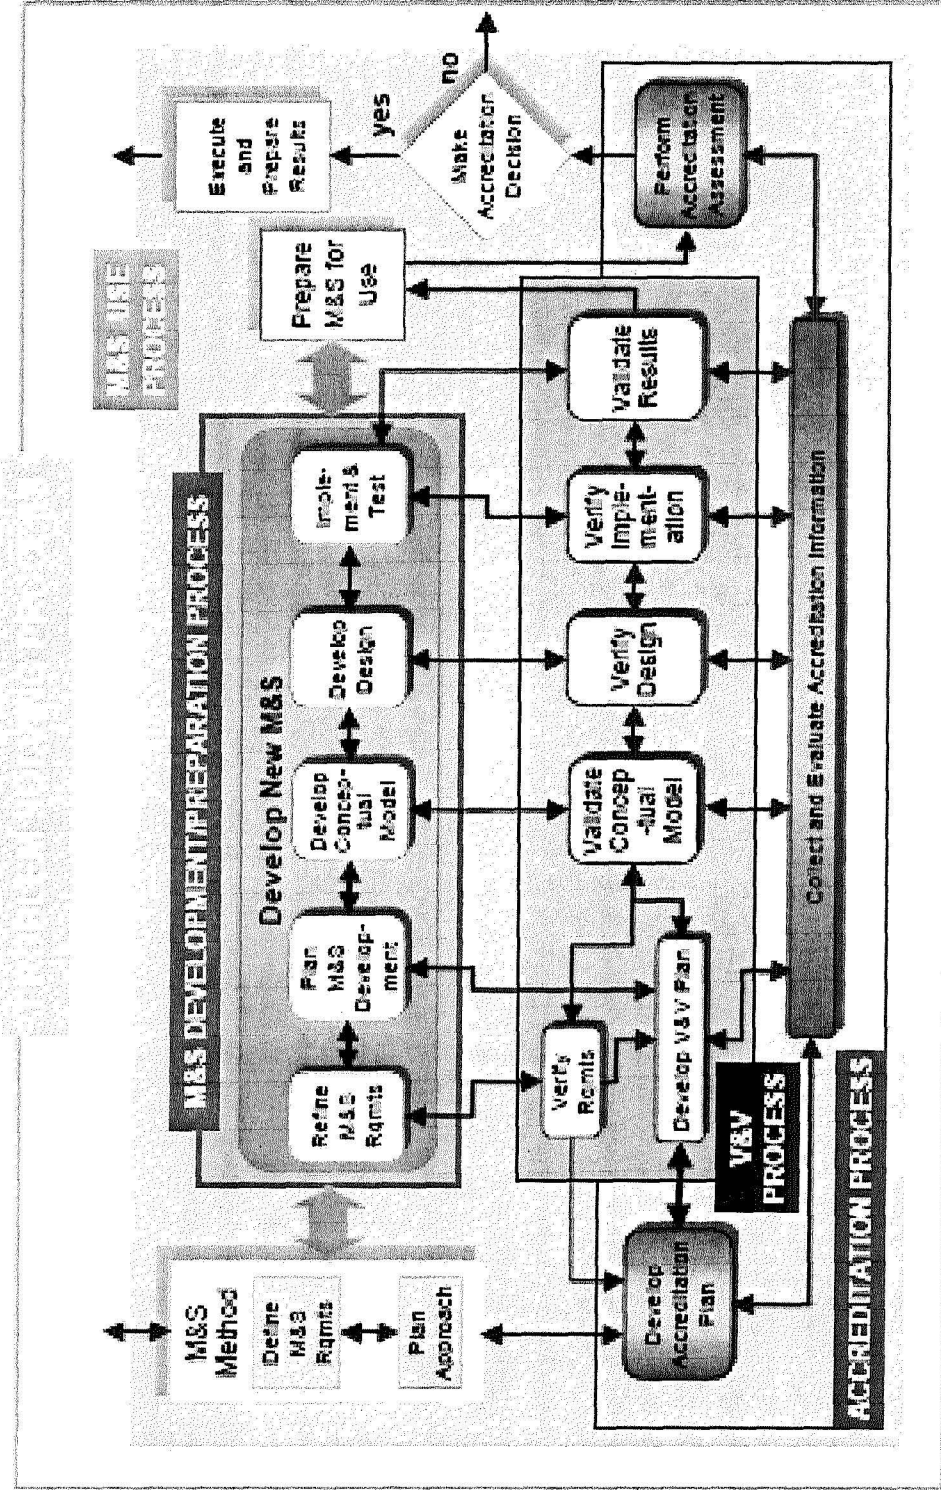 M&S USE
PROCESS
M&S DEVELOPMENT/PREPARATION PROCESS
M&S
Method
Define
M&S
Rqmts
Plan
Approach
Develop New M&S
Refine
M&S
Rqmts
Plan
M&S
Develop-
ment
Develop
Concep-
tual
Model
Develop
Design
Imple-
ment &
Test
Prepare
M&S for
Use
Execute
and
Prepare
Results
yes
no
Make
Accreditation
Decision
Verify
Rqmts
Develop V&V Plan
Validate
Concep
-tual
Model
Verify
Design
Verify
Imple-
ment-
ation
Validate
Results
Develop
Accreditation
Plan
Perform
Accreditation
Assessment
V&V
PROCESS
Collect and Evaluate Accreditation Information
ACCREDITATION PROCESS